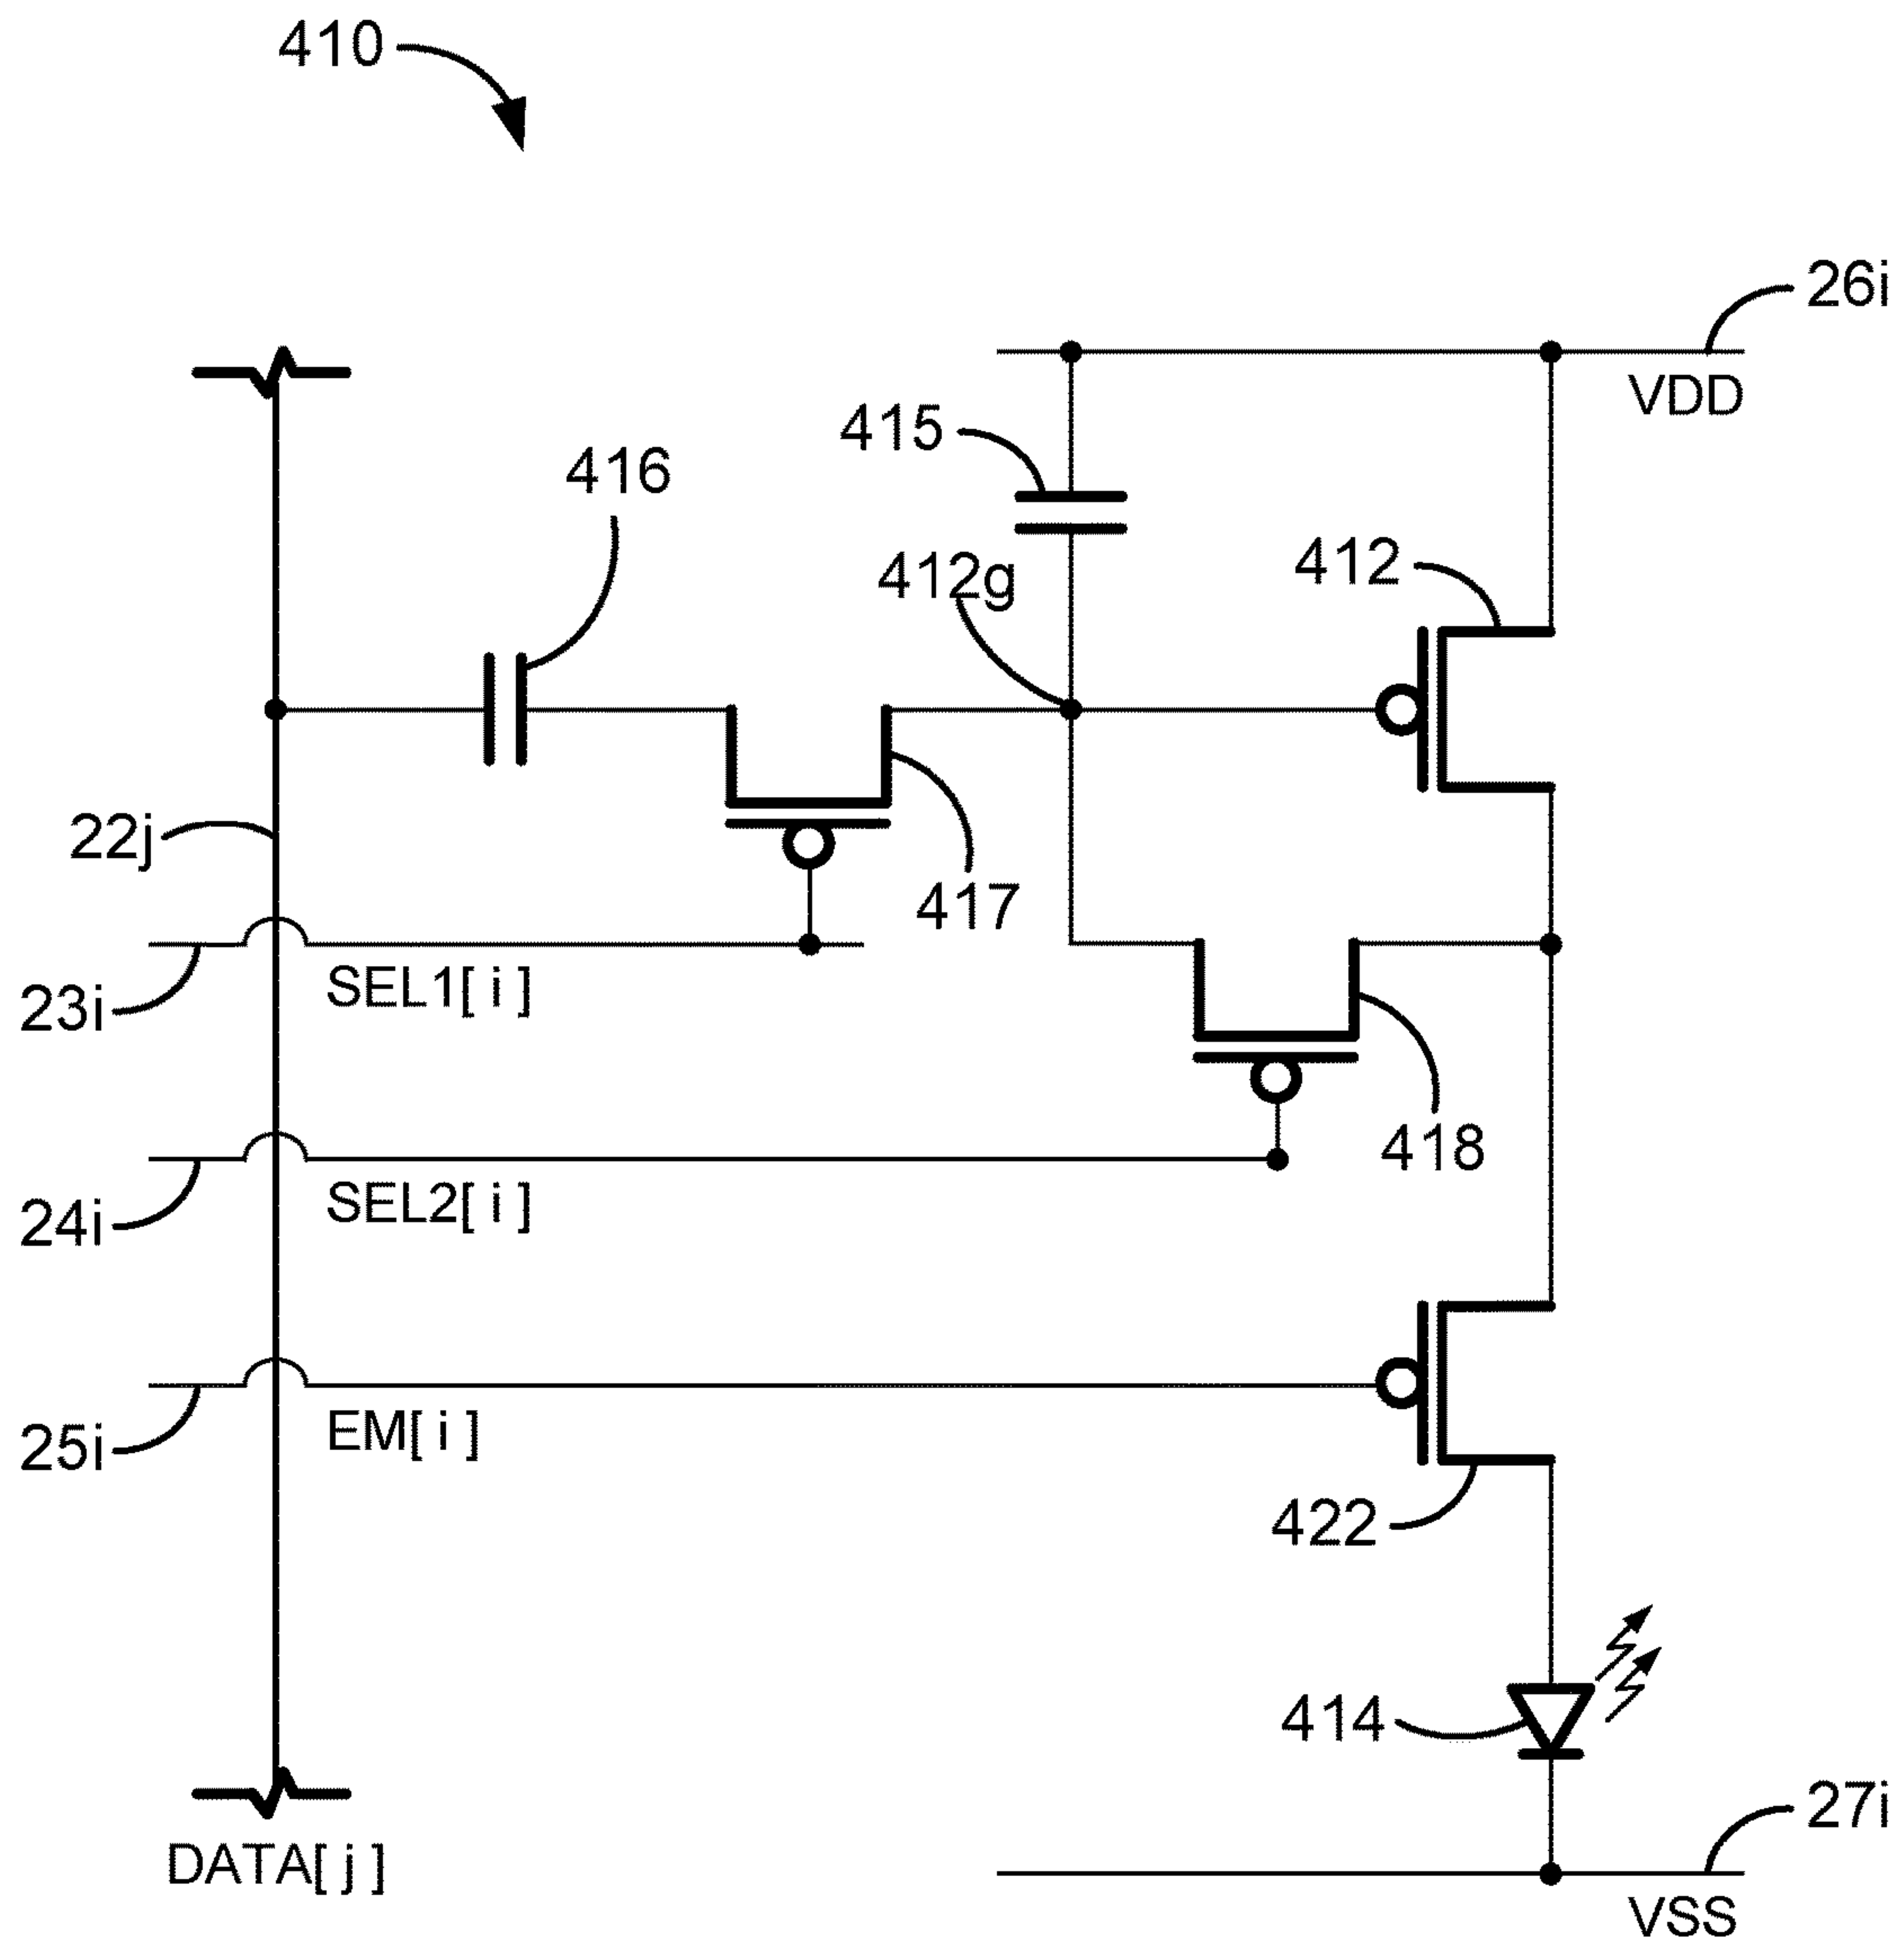 410
26i
VDD
415
416
412
412g
22j
417
SEL1[ i ]
23i
418
SEL2[ i ]
24i
EM[ i ]
25i
422
414
27i
DATA[ j ]
VSS